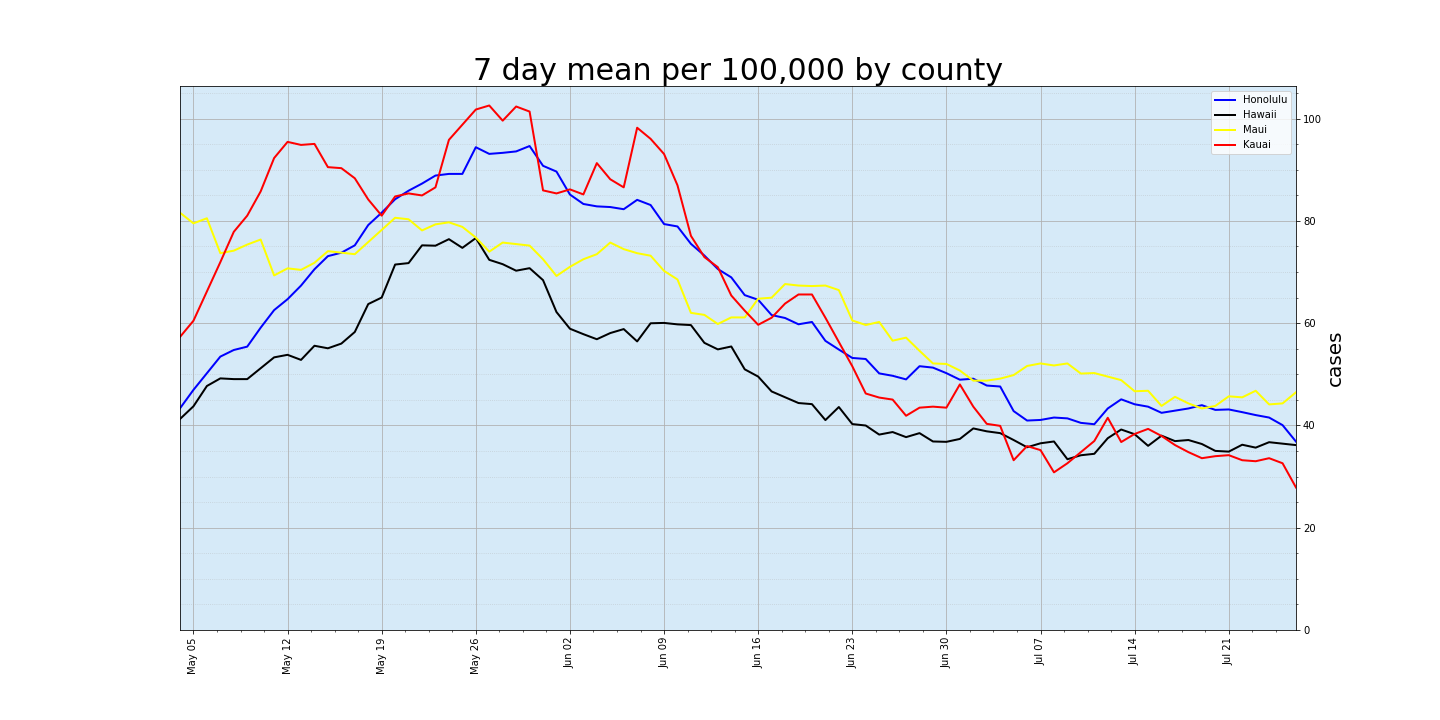 7 day mean per 100,000 by county
Honolulu
Hawaii
Maui
Kauai
100
80
60
40
20
0
cases
May 05
May 12
May 19
May 26
Jun 02
Jun 09
Jun 16
Jun 23
Jun 30
Jul 07
Jul 14
Jul 21